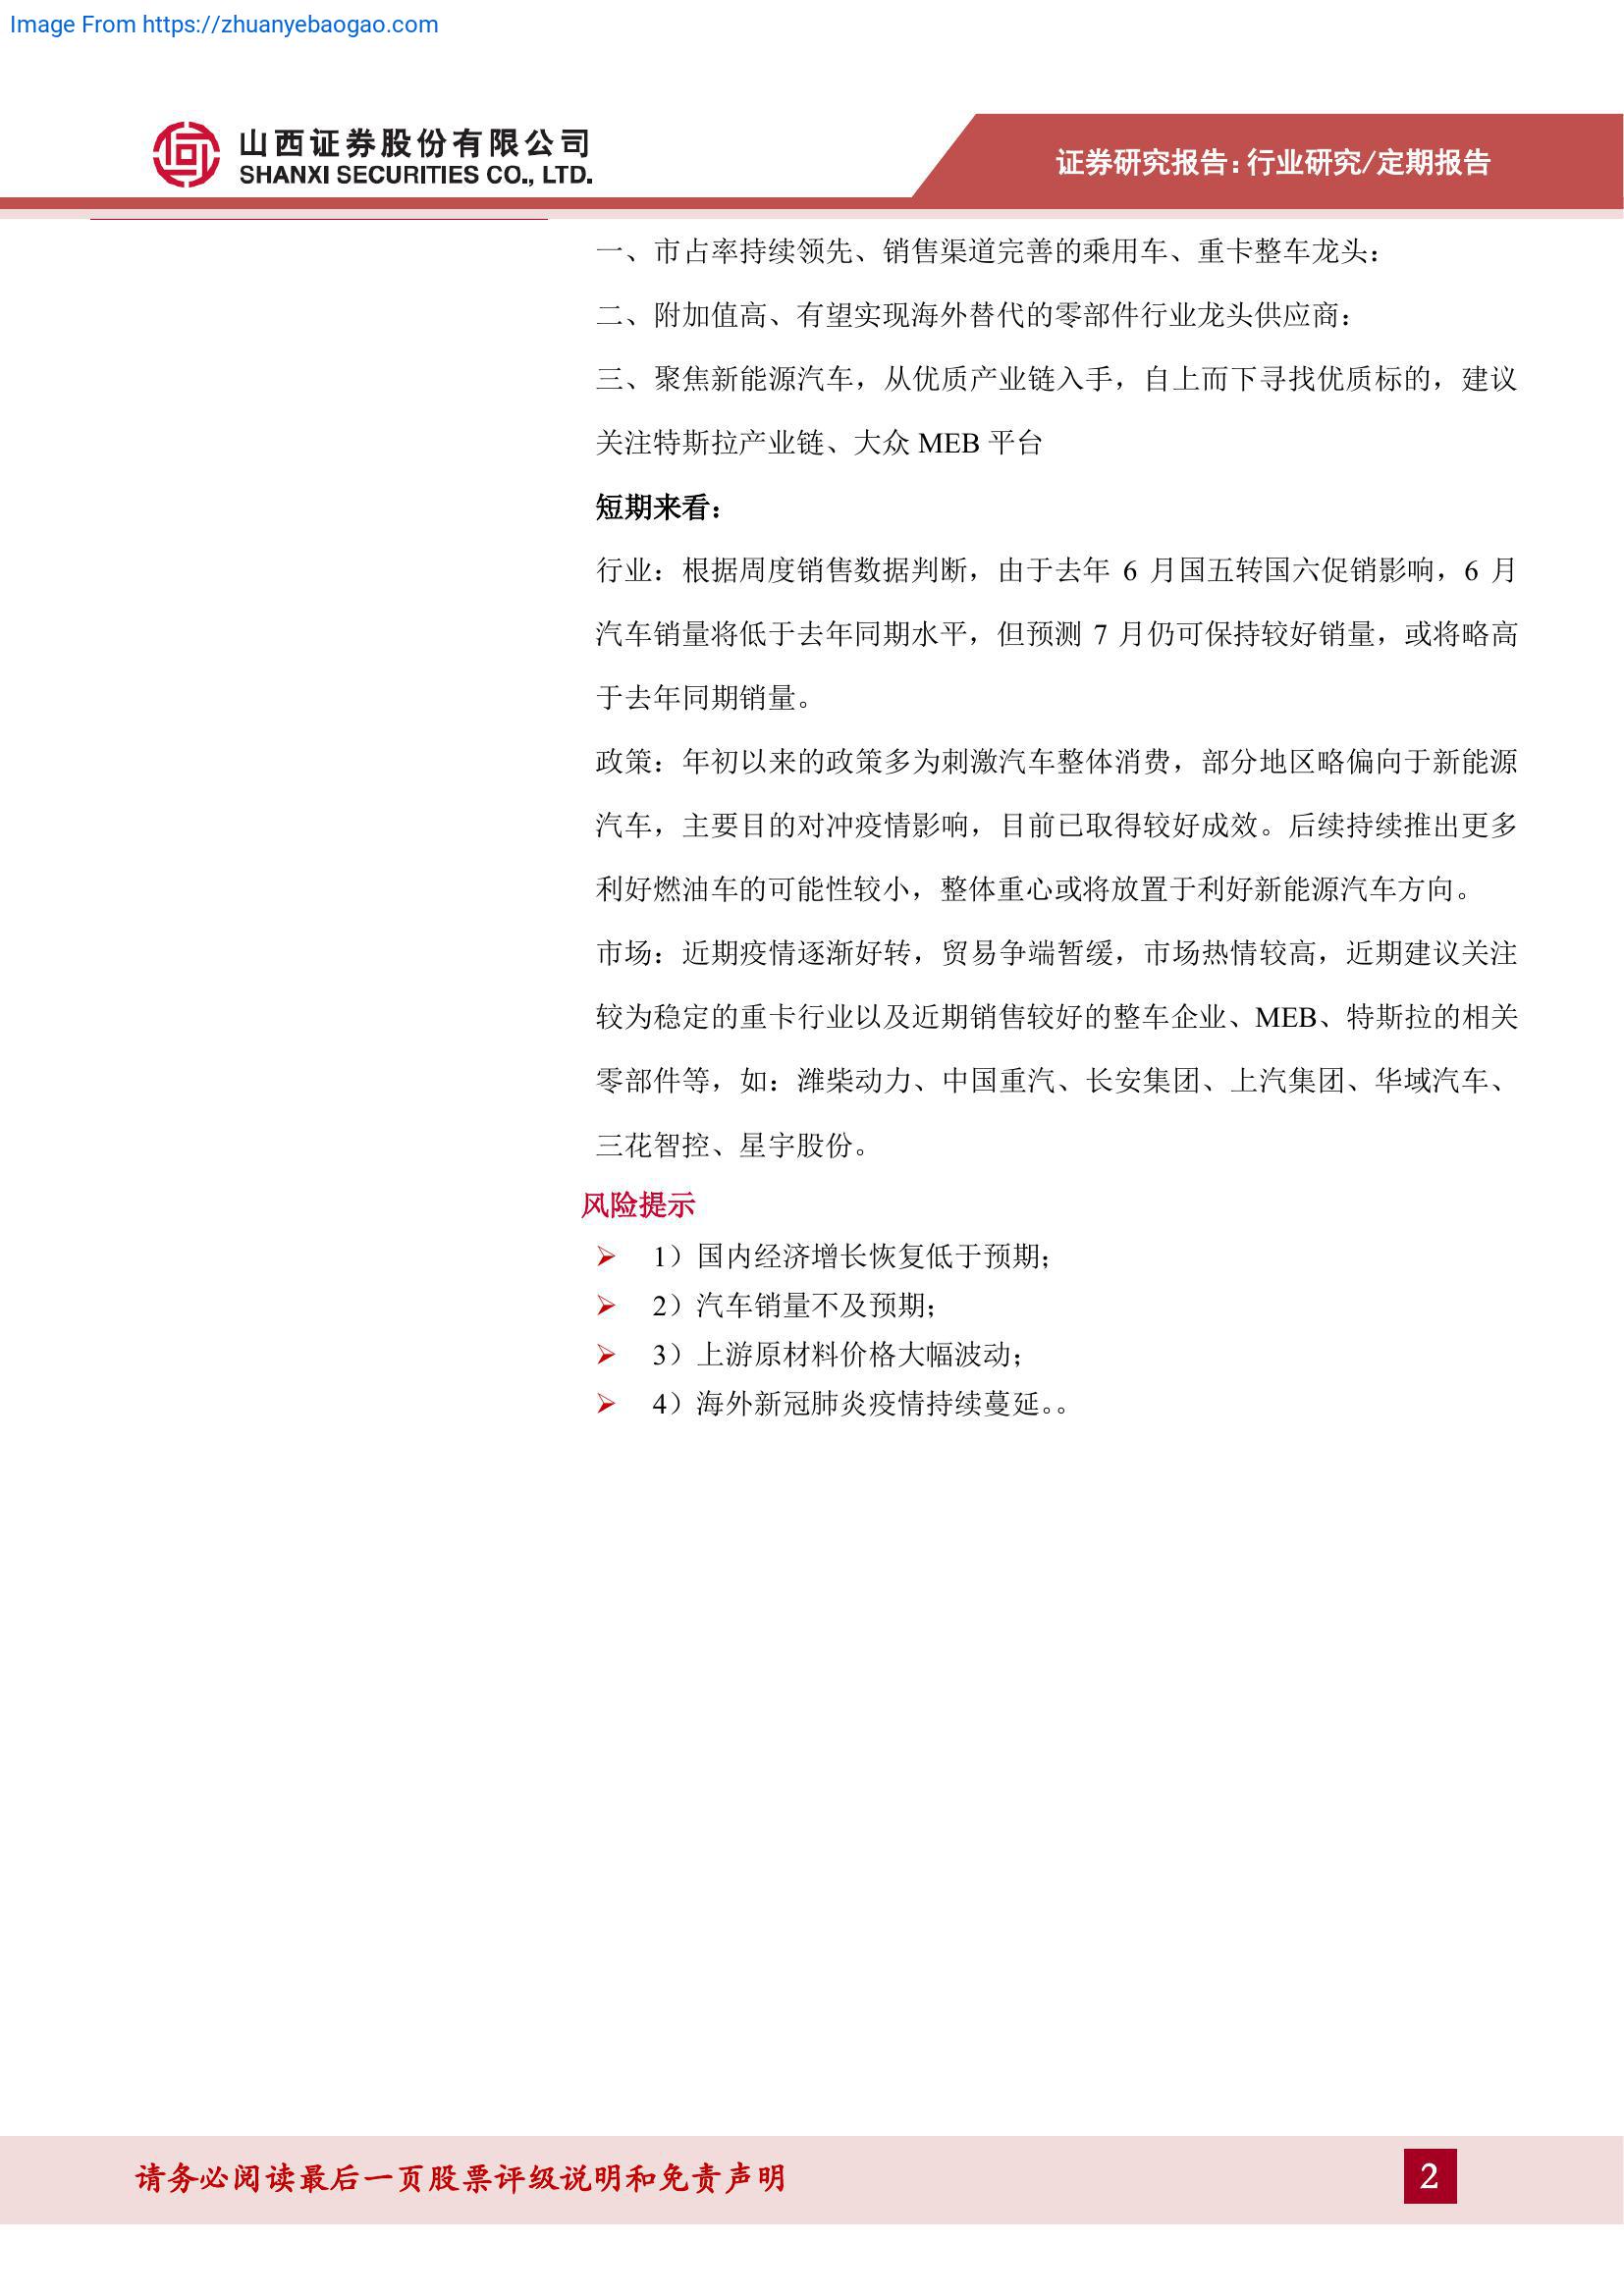 Image From https://zhuanyebaogao.com
山西证券股份有限公司
SHANXI SECURITIES CO., LTD.
证券研究报告：行业研究/定期报告
一、市占率持续领先、销售渠道完善的乘用车、重卡整车龙头：
二、附加值高、有望实现海外替代的零部件行业龙头供应商：
三、聚焦新能源汽车，从优质产业链入手，自上而下寻找优质标的，建议
关注特斯拉产业链、大众 MEB 平台
短期来看：
行业：根据周度销售数据判断，由于去年 6 月国五转国六促销影响，6 月
汽车销量将低于去年同期水平，但预测 7 月仍可保持较好销量，或将略高
于去年同期销量。
政策：年初以来的政策多为刺激汽车整体消费，部分地区略偏向于新能源
汽车，主要目的对冲疫情影响，目前已取得较好成效。后续持续推出更多
利好燃油车的可能性较小，整体重心或将放置于利好新能源汽车方向。
市场：近期疫情逐渐好转，贸易争端暂缓，市场热情较高，近期建议关注
较为稳定的重卡行业以及近期销售较好的整车企业、MEB、特斯拉的相关
零部件等，如：潍柴动力、中国重汽、长安集团、上汽集团、华域汽车、
三花智控、星宇股份。
风险提示
➢ 1）国内经济增长恢复低于预期；
➢ 2）汽车销量不及预期；
➢ 3）上游原材料价格大幅波动；
➢ 4）海外新冠肺炎疫情持续蔓延。。
请务必阅读最后一页股票评级说明和免责声明
2